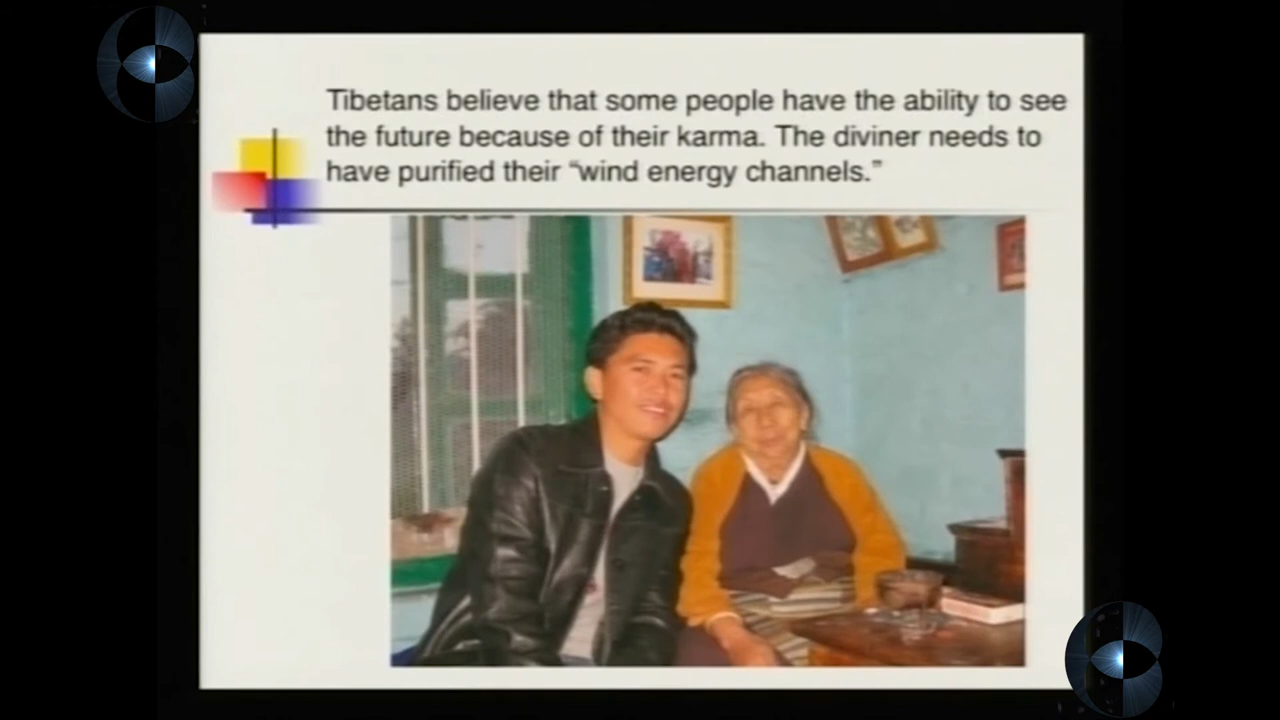 Tibetans believe that some people have the ability to see
the future because of their karma. The diviner needs to
have purified their “wind energy channels.”